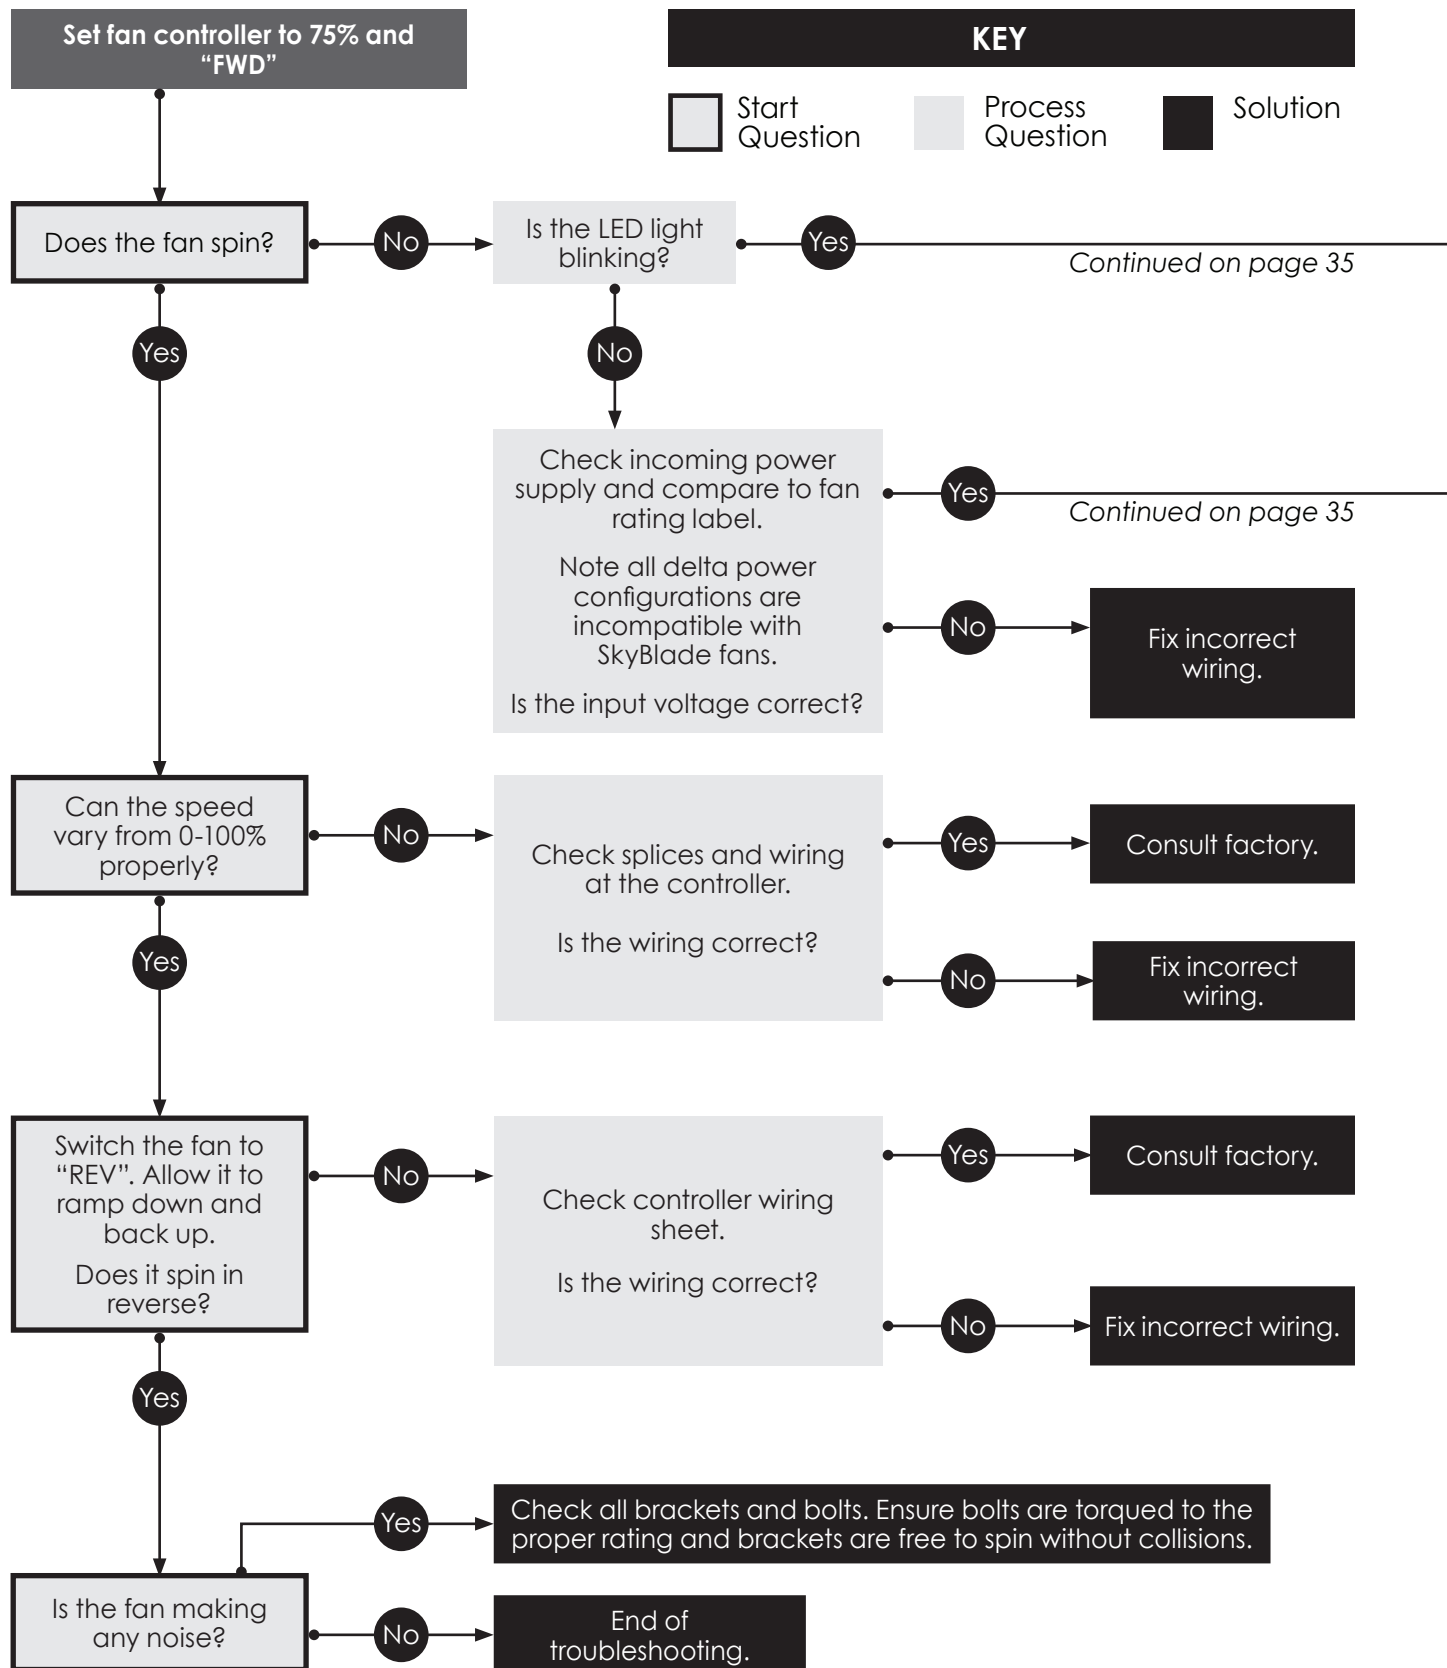 Set fan controller to 75% and
“FWD”
KEY
Start
Question
Process
Question
Solution
Does the fan spin?
No
Is the LED light
blinking?
Yes
Continued on page 35
Yes
No
Check incoming power
supply and compare to fan
rating label.
Note all delta power
configurations are
incompatible with
SkyBlade fans.
Is the input voltage correct?
Yes
Continued on page 35
No
Fix incorrect
wiring.
Can the speed
vary from 0-100%
properly?
No
Check splices and wiring
at the controller.
Is the wiring correct?
Yes
Consult factory.
No
Fix incorrect
wiring.
Yes
Switch the fan to
“REV”. Allow it to
ramp down and
back up.
Does it spin in
reverse?
No
Check controller wiring
sheet.
Is the wiring correct?
Yes
Consult factory.
No
Fix incorrect wiring.
Yes
Yes
Check all brackets and bolts. Ensure bolts are torqued to the
proper rating and brackets are free to spin without collisions.
Is the fan making
any noise?
No
End of
troubleshooting.